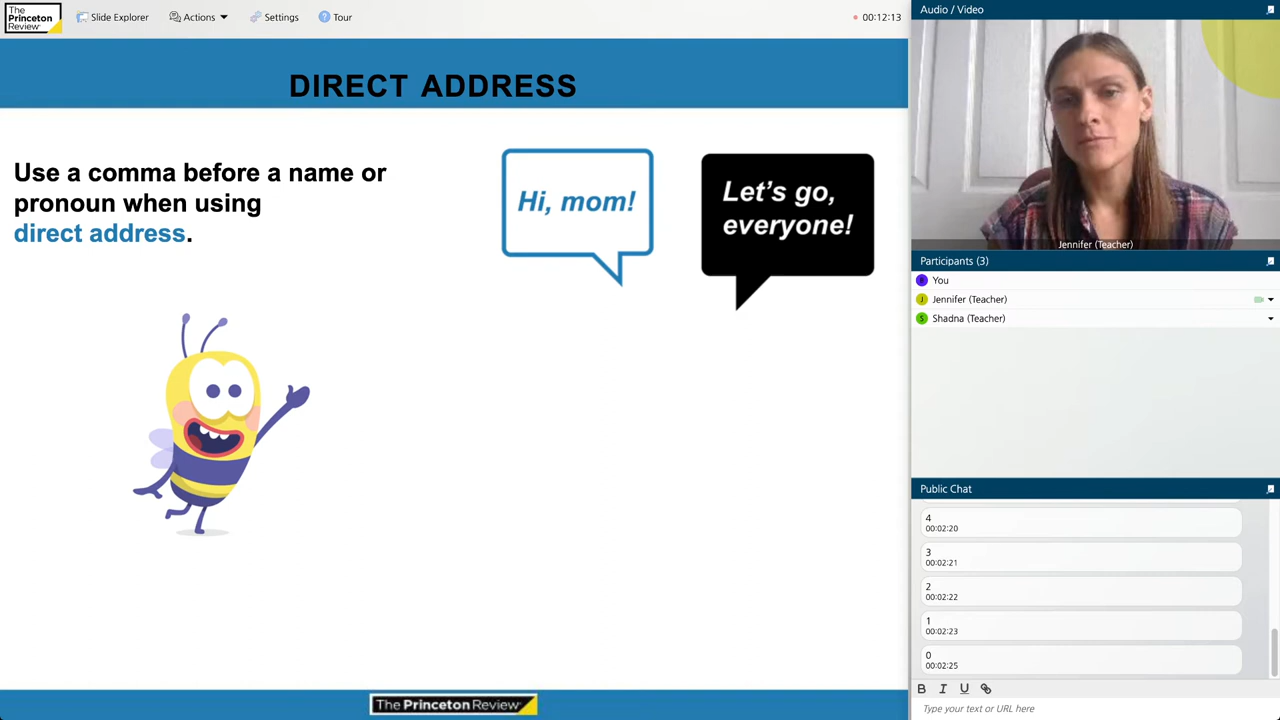 The
Princeton
Review
Slide Explorer
Actions
Settings
? Tour
00:12:13
DIRECT ADDRESS
Use a comma before a name or
pronoun when using
direct address.
Hi, mom!
Let's go,
everyone!
The Princeton Review
Audio / Video
Jennifer (Teacher)
Participants (3)
You
J Jennifer (Teacher)
S Shadna (Teacher)
Public Chat
4
00:02:20
3
00:02:21
2
00:02:22
1
00:02:23
0
00:02:25
B I U
Type your text or URL here